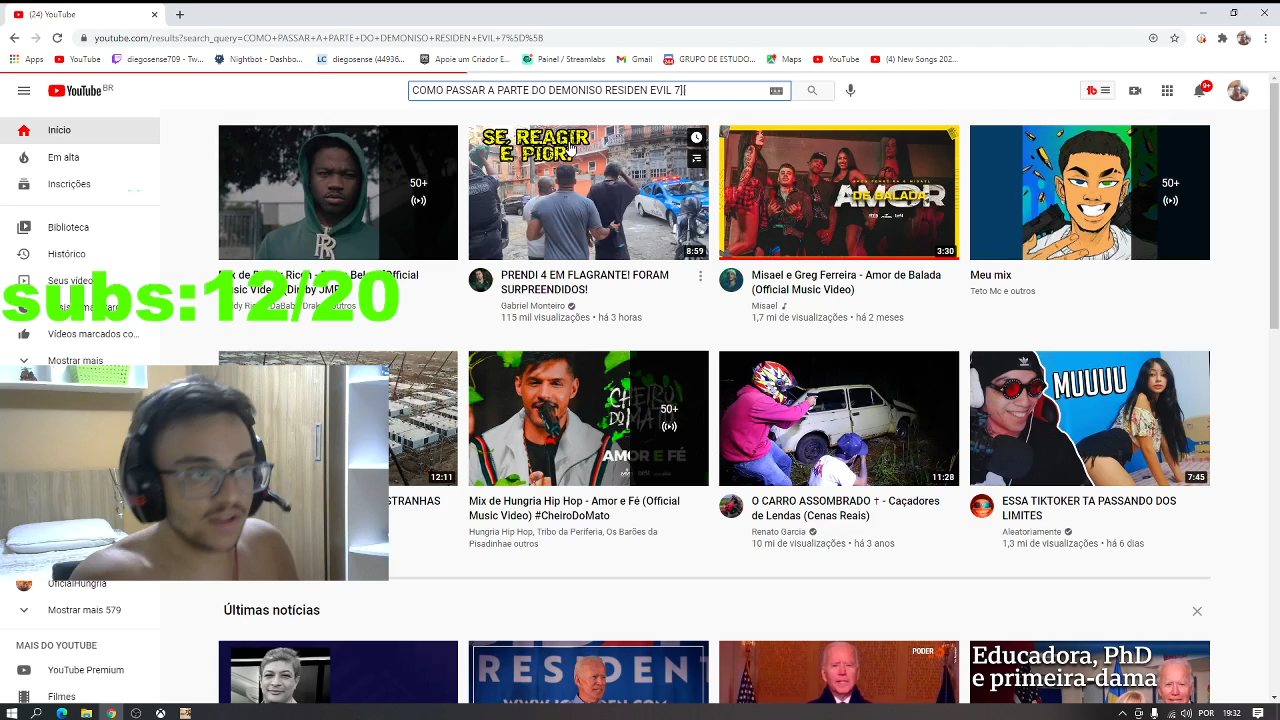 (24) YouTube
youtube.com/results?search_query=COMO+PASSAR+A+PARTE+DO+DEMONISO+RESIDEN+EVIL+7%5D%5B
Apps YouTube diegosense709 - Tw... Nightbot - Dashbo... LC diegosense (44936... Apoie um Criador E... Painel / Streamlabs Gmail GRUPO DE ESTUDO... Maps YouTube (4) New Songs 202...
YouTube BR
COMO PASSAR A PARTE DO DEMONISO RESIDEN EVIL 7][
9+
Início
Em alta
Inscrições
Biblioteca
Histórico
Seus vídeos
Vídeos marcados co...
Mostrar mais
subs:12/20
50+
SE, REAGIR
É PIOR!
8:59
AMOR
DE BALADA
3:30
50+
PRENDI 4 EM FLAGRANTE! FORAM
SURPREENDIDOS!
Gabriel Monteiro
115 mil visualizações • há 3 horas
Misael e Greg Ferreira - Amor de Balada
(Official Music Video)
Misael
1,7 mi de visualizações • há 2 meses
Meu mix
Teto Mc e outros
12:11
50+
AMOR E FÉ
11:28
MUUUU
7:45
Mix de Hungria Hip Hop - Amor e Fé (Official
Music Video) #CheiroDoMato
Hungria Hip Hop, Tribo da Periferia, Os Barões da
Pisadinhae outros
O CARRO ASSOMBRADO † - Caçadores
de Lendas (Cenas Reais)
Renato Garcia
10 mi de visualizações • há 3 anos
ESSA TIKTOKER TA PASSANDO DOS
LIMITES
Aleatoriamente
1,3 mi de visualizações • há 6 dias
OficialHungria
Mostrar mais 579
MAIS DO YOUTUBE
YouTube Premium
Filmes
Últimas notícias
PODER
Educadora, PhD
e primeira-dama
POR 19:32